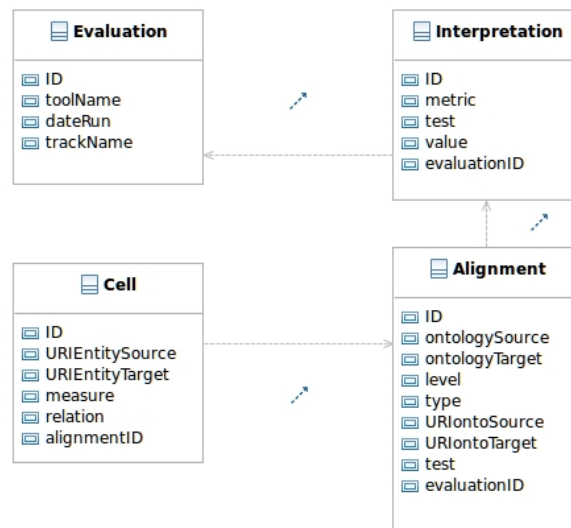 Evaluation
ID
toolName
dateRun
trackName
Interpretation
ID
metric
test
value
evaluationID
Cell
ID
URIEntitySource
URIEntityTarget
measure
relation
alignmentID
Alignment
ID
ontologySource
ontologyTarget
level
type
URIontoSource
URIontoTarget
test
evaluationID